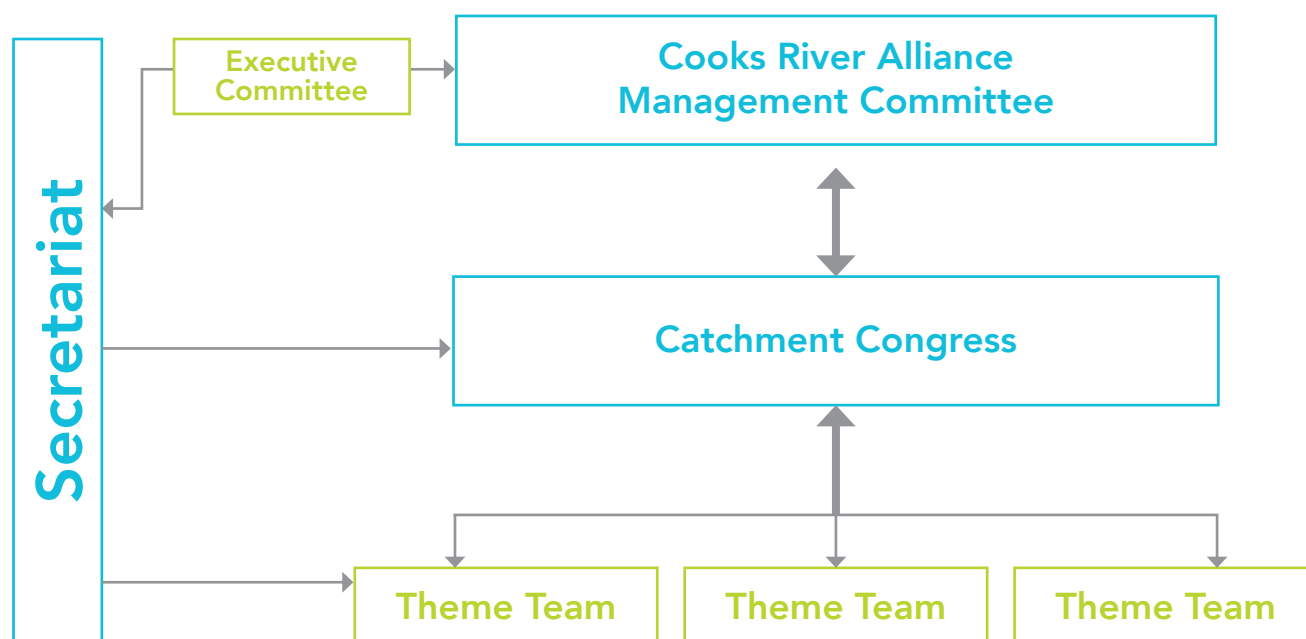 Executive
Committee
Cooks River Alliance
Management Committee
Secretariat
Catchment Congress
Theme Team
Theme Team
Theme Team